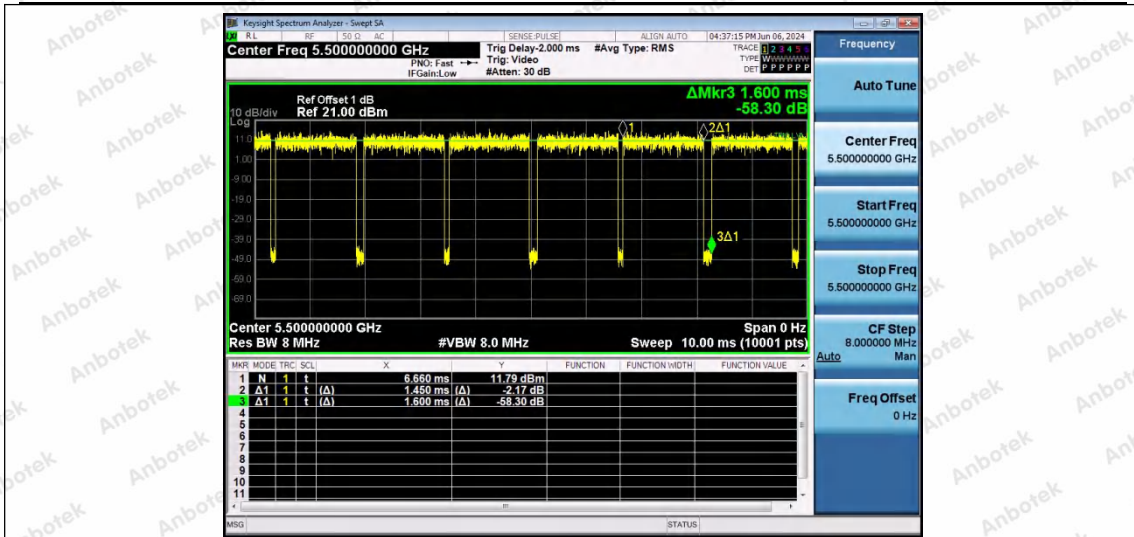 Keysight Spectrum Analyzer - Swept SA
RL RF 50 Ω AC SENSE:PULSE ALIGN AUTO 04:37:15 PM Jun 06, 2024
Center Freq 5.500000000 GHz Trig Delay-2.000 ms #Avg Type: RMS TRACE 1 2 3 4 5 6
PNO: Fast Trig: Video TYPE WWWWWW
IFGain:Low #Atten: 30 dB DET P P P P P P
ΔMkr3 1.600 ms
-58.30 dB
Ref Offset 1 dB
10 dB/div Ref 21.00 dBm
Log
11.0
1.00
-9.00
-19.0
-29.0
-39.0
-49.0
-59.0
-69.0
1
2Δ1
3Δ1
Center 5.500000000 GHz Span 0 Hz
Res BW 8 MHz #VBW 8.0 MHz Sweep 10.00 ms (10001 pts)
MKR MODE TRC SCL X Y FUNCTION FUNCTION WIDTH FUNCTION VALUE
1 N 1 t 6.660 ms 11.79 dBm
2 Δ1 1 t (Δ) 1.450 ms (Δ) -2.17 dB
3 Δ1 1 t (Δ) 1.600 ms (Δ) -58.30 dB
4
5
6
7
8
9
10
11
MSG STATUS
Frequency
Auto Tune
Center Freq
5.500000000 GHz
Start Freq
5.500000000 GHz
Stop Freq
5.500000000 GHz
CF Step
8.000000 MHz
Auto Man
Freq Offset
0 Hz
Anbotek